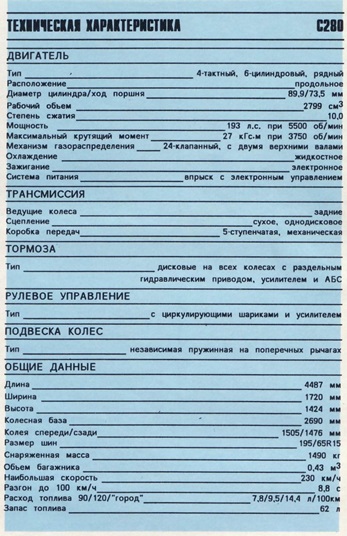 ТЕХНИЧЕСКАЯ ХАРАКТЕРИСТИКА C280
ДВИГАТЕЛЬ
Тип 4-тактный, 6-цилиндровый, рядный
Расположение продольное
Диаметр цилиндра/ход поршня 89,9/73,5 мм
Рабочий объем 2799 см³
Степень сжатия 10,0
Мощность 193 л.с. при 5500 об/мин
Максимальный крутящий момент 27 кГс·м при 3750 об/мин
Механизм газораспределения 24-клапанный, с двумя верхними валами
Охлаждение жидкостное
Зажигание электронное
Система питания впрыск с электронным управлением
ТРАНСМИССИЯ
Ведущие колеса задние
Сцепление сухое, однодисковое
Коробка передач 5-ступенчатая, механическая
ТОРМОЗА
Тип дисковые на всех колесах с раздельным
гидравлическим приводом, усилителем и АБС
РУЛЕВОЕ УПРАВЛЕНИЕ
Тип с циркулирующими шариками и усилителем
ПОДВЕСКА КОЛЕС
Тип независимая пружинная на поперечных рычагах
ОБЩИЕ ДАННЫЕ
Длина 4487 мм
Ширина 1720 мм
Высота 1424 мм
Колесная база 2690 мм
Колея спереди/сзади 1505/1476 мм
Размер шин 195/65R15
Снаряженная масса 1490 кг
Объем багажника 0,43 м³
Наибольшая скорость 230 км/ч
Разгон до 100 км/ч 8,8 с
Расход топлива 90/120/"город" 7,8/9,5/14,4 л/100км
Запас топлива 62 л